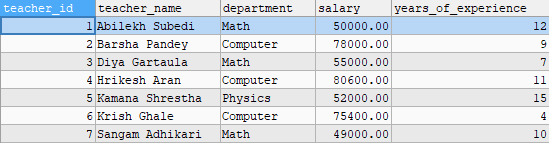 teacher_id teacher_name department salary years_of_experience
1 Abilekh Subedi Math 50000.00 12
2 Barsha Pandey Computer 78000.00 9
3 Diya Gartaula Math 55000.00 7
4 Hrikesh Aran Computer 80600.00 11
5 Kamana Shrestha Physics 52000.00 15
6 Krish Ghale Computer 75400.00 4
7 Sangam Adhikari Math 49000.00 10